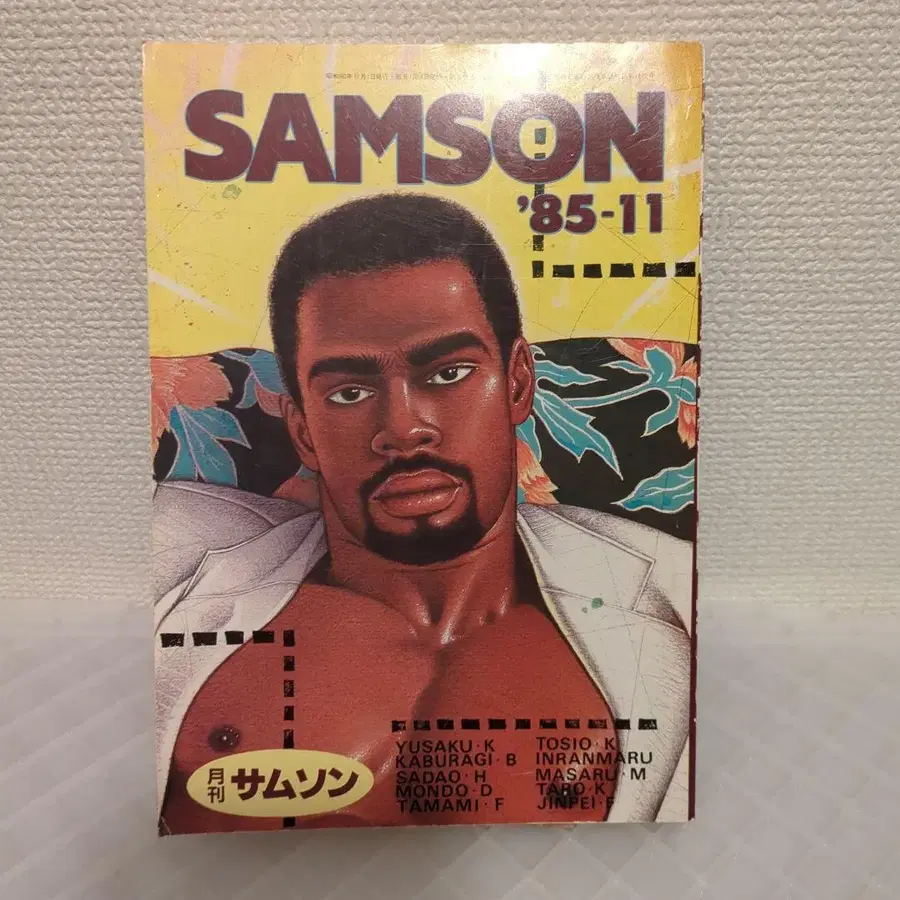 SAMSON
'85-11
YUSAKU・K
KABURAGI・B
SADAO・H
MONDO・D
TAMAMI・F
TOSIO・K
INRANMARU
MASARU・M
TARO・K
JINPEI・F
月刊 サムソン